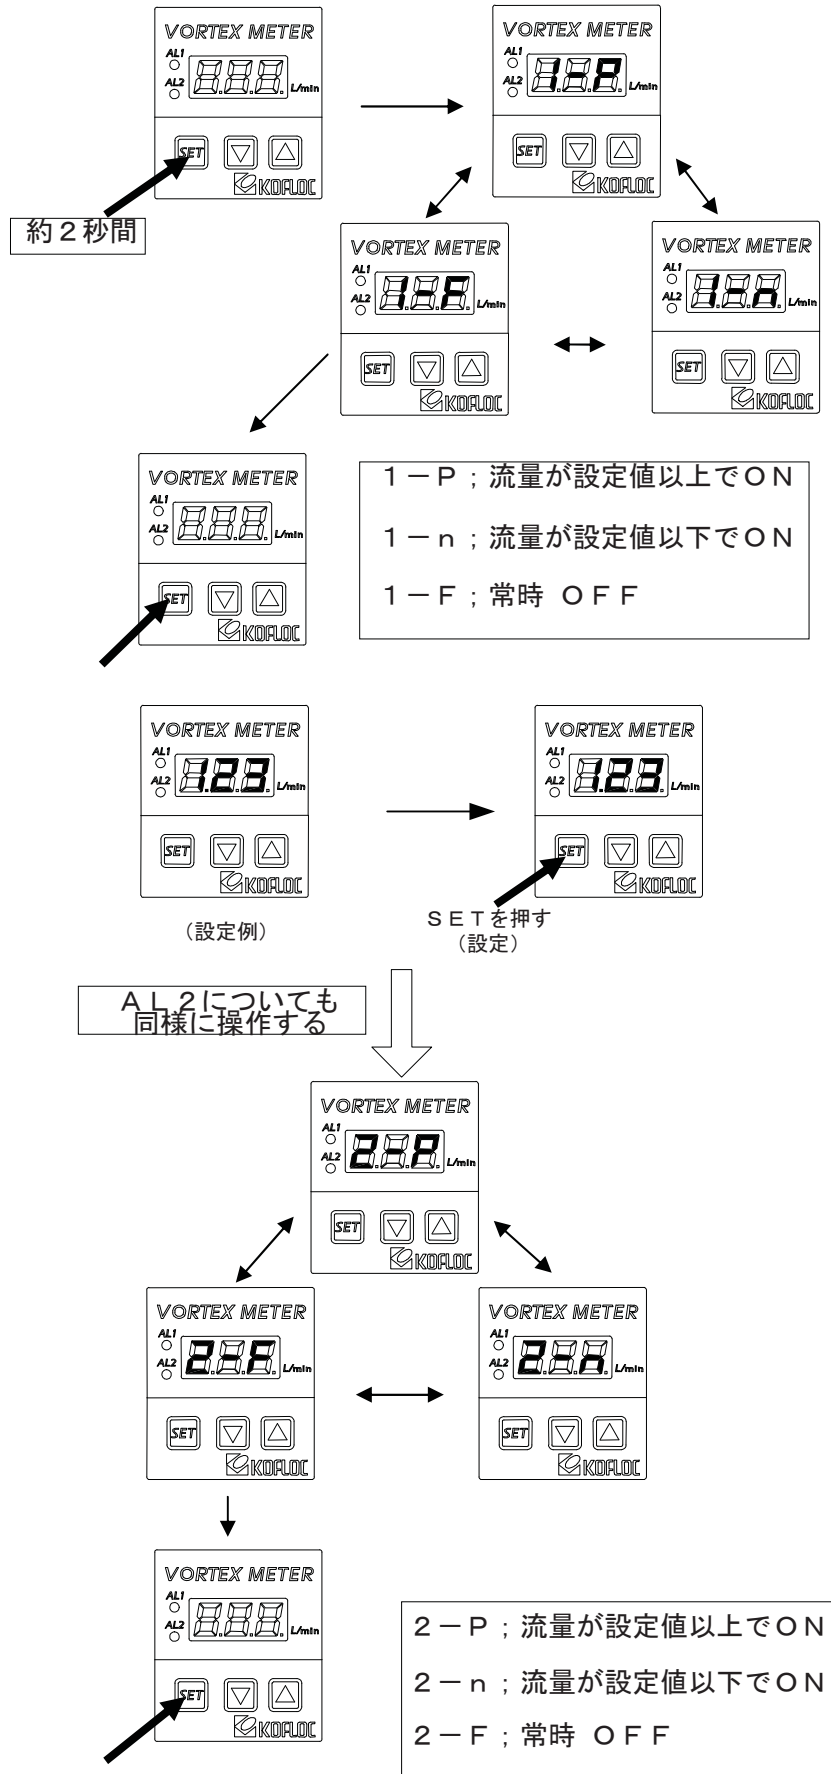 VORTEX METER
AL1
AL2
L/min
SET
KOFLOC
約2秒間
VORTEX METER
AL1
AL2
1-P
L/min
SET
KOFLOC
VORTEX METER
AL1
AL2
1-F
L/min
SET
KOFLOC
VORTEX METER
AL1
AL2
1-n
L/min
SET
KOFLOC
VORTEX METER
AL1
AL2
L/min
SET
KOFLOC
1-P;流量が設定値以上でON
1-n;流量が設定値以下でON
1-F;常時 OFF
VORTEX METER
AL1
AL2
1.23
L/min
SET
KOFLOC
(設定例)
VORTEX METER
AL1
AL2
1.23
L/min
SET
KOFLOC
SETを押す
(設定)
AL2についても
同様に操作する
VORTEX METER
AL1
AL2
2-P
L/min
SET
KOFLOC
VORTEX METER
AL1
AL2
2-F
L/min
SET
KOFLOC
VORTEX METER
AL1
AL2
2-n
L/min
SET
KOFLOC
VORTEX METER
AL1
AL2
L/min
SET
KOFLOC
2-P;流量が設定値以上でON
2-n;流量が設定値以下でON
2-F;常時 OFF